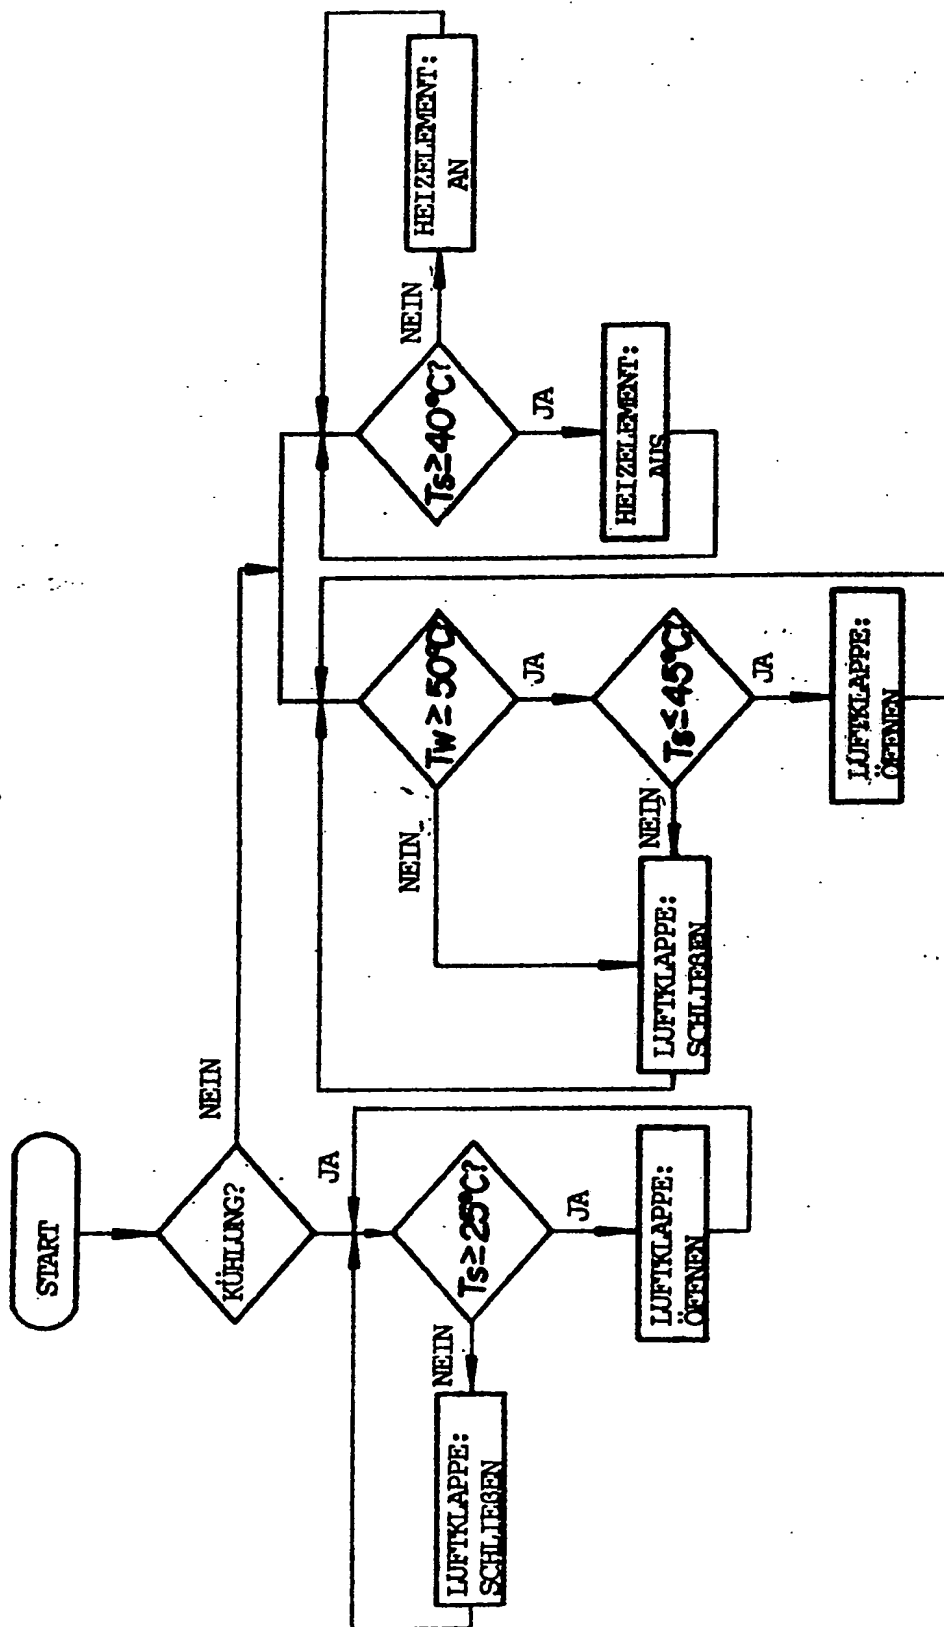 START
KÜHLUNG?
NEIN
JA
Ts≥25°C?
NEIN
JA
LUFTKLAPPE:
SCHLIEßEN
LUFTKLAPPE:
ÖFFNEN
Tw≥50°C
NEIN
JA
Ts≤45°C?
NEIN
JA
LUFTKLAPPE:
SCHLIEßEN
LUFTKLAPPE:
ÖFFNEN
Ts≥40°C?
NEIN
JA
HEIZELEMENT:
AN
HEIZELEMENT:
AUS